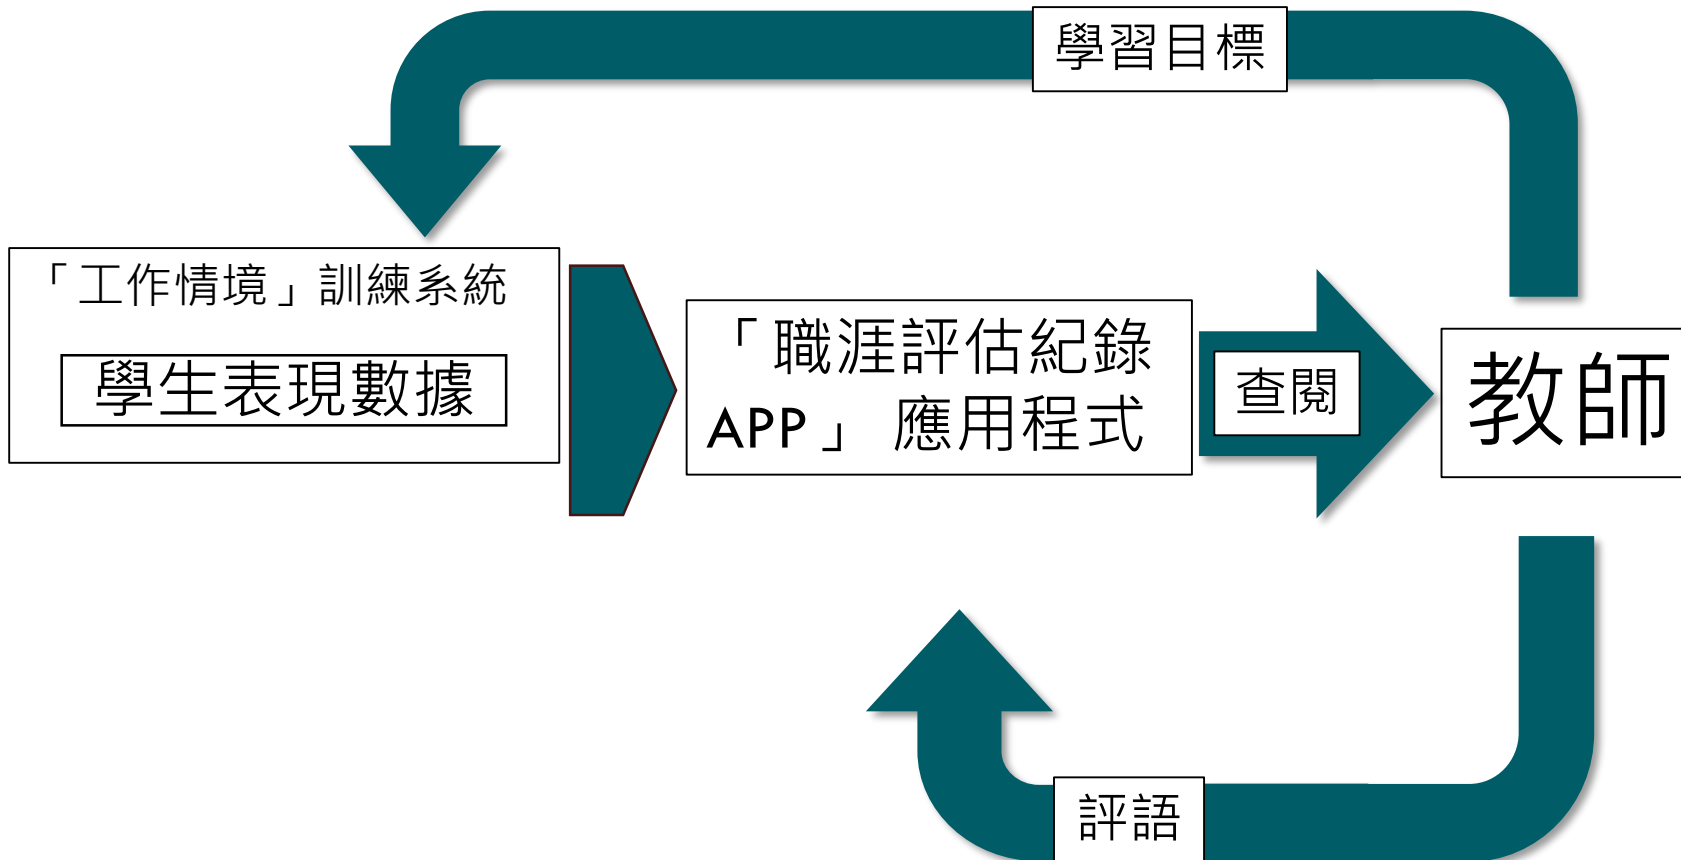 學習目標
「工作情境」訓練系統
學生表現數據
「職涯評估紀錄
APP」 應用程式
查閱
教師
評語